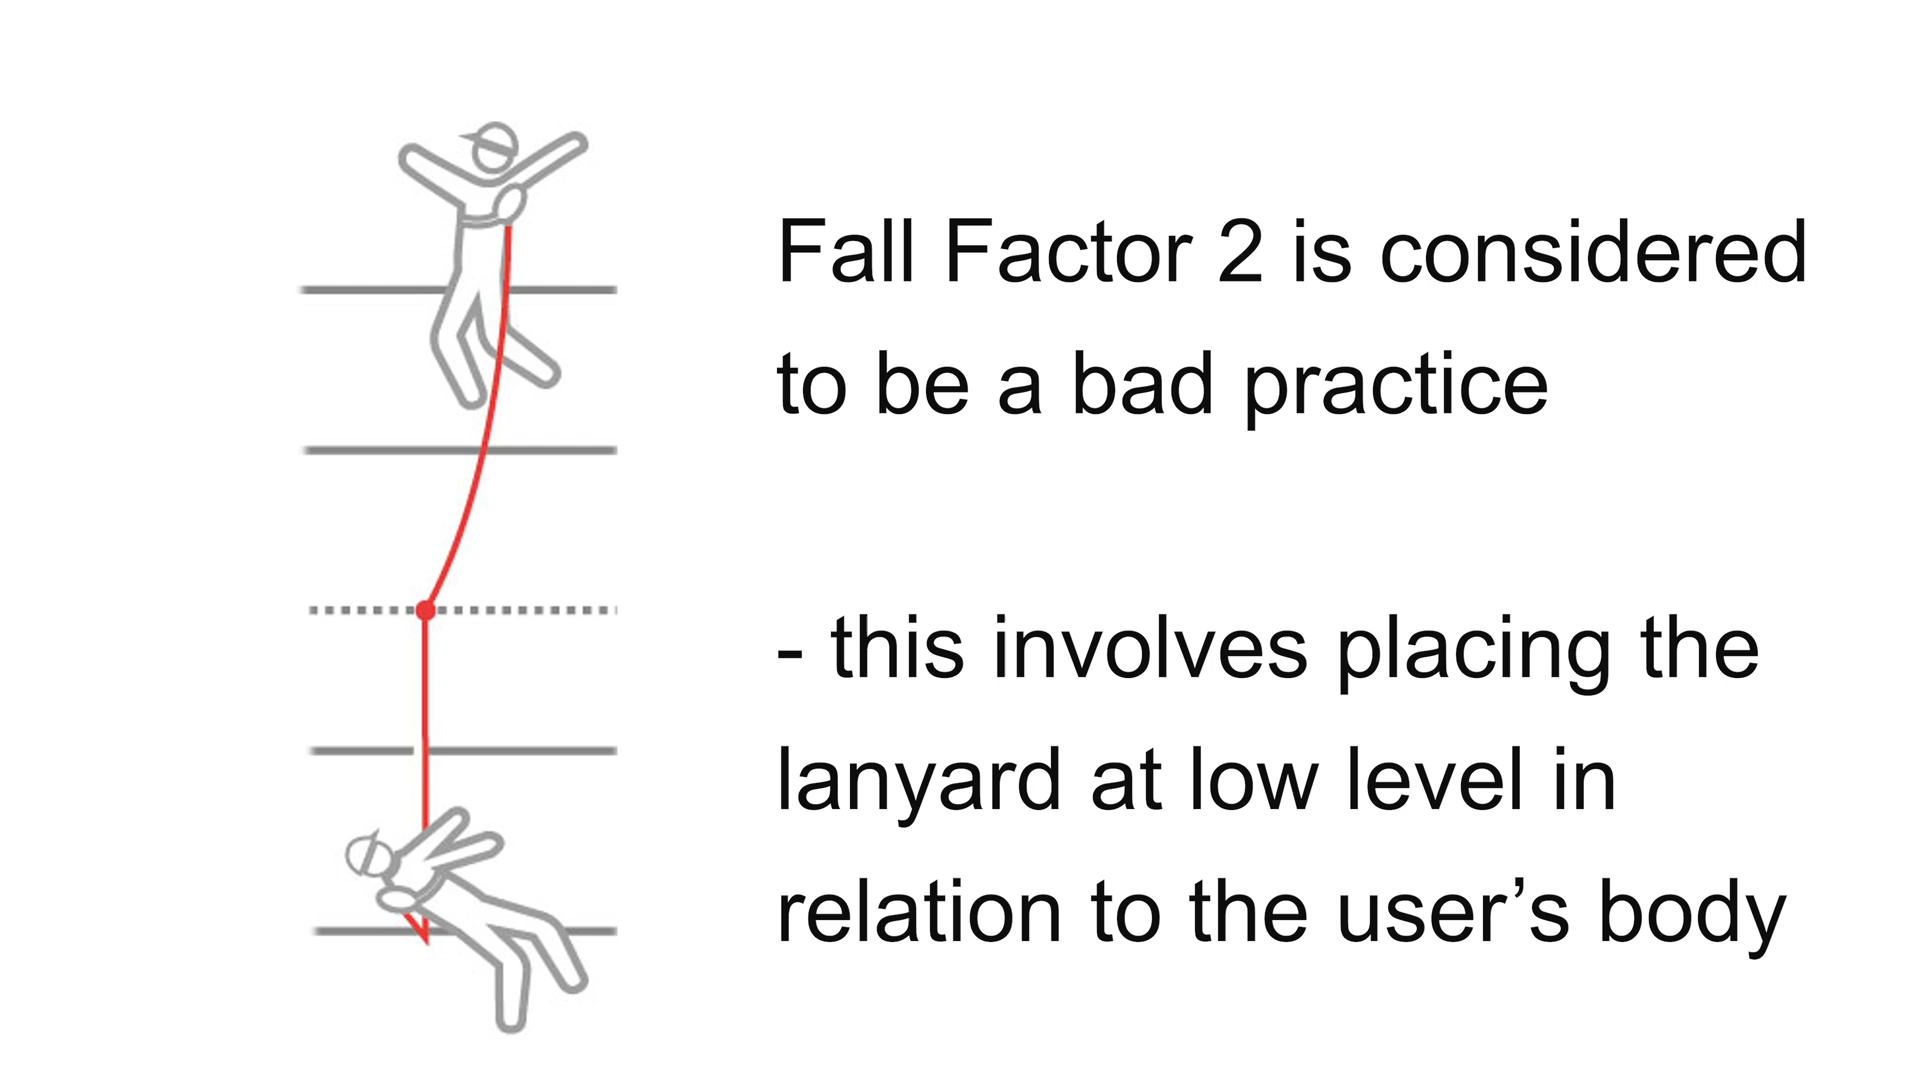 Fall Factor 2 is considered
to be a bad practice
- this involves placing the
lanyard at low level in
relation to the user’s body